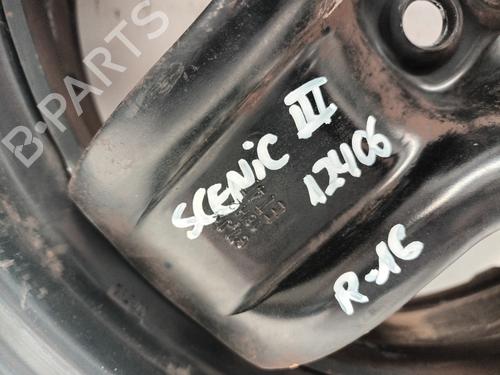 B-PARTS
SCENIC III
12406
R-16